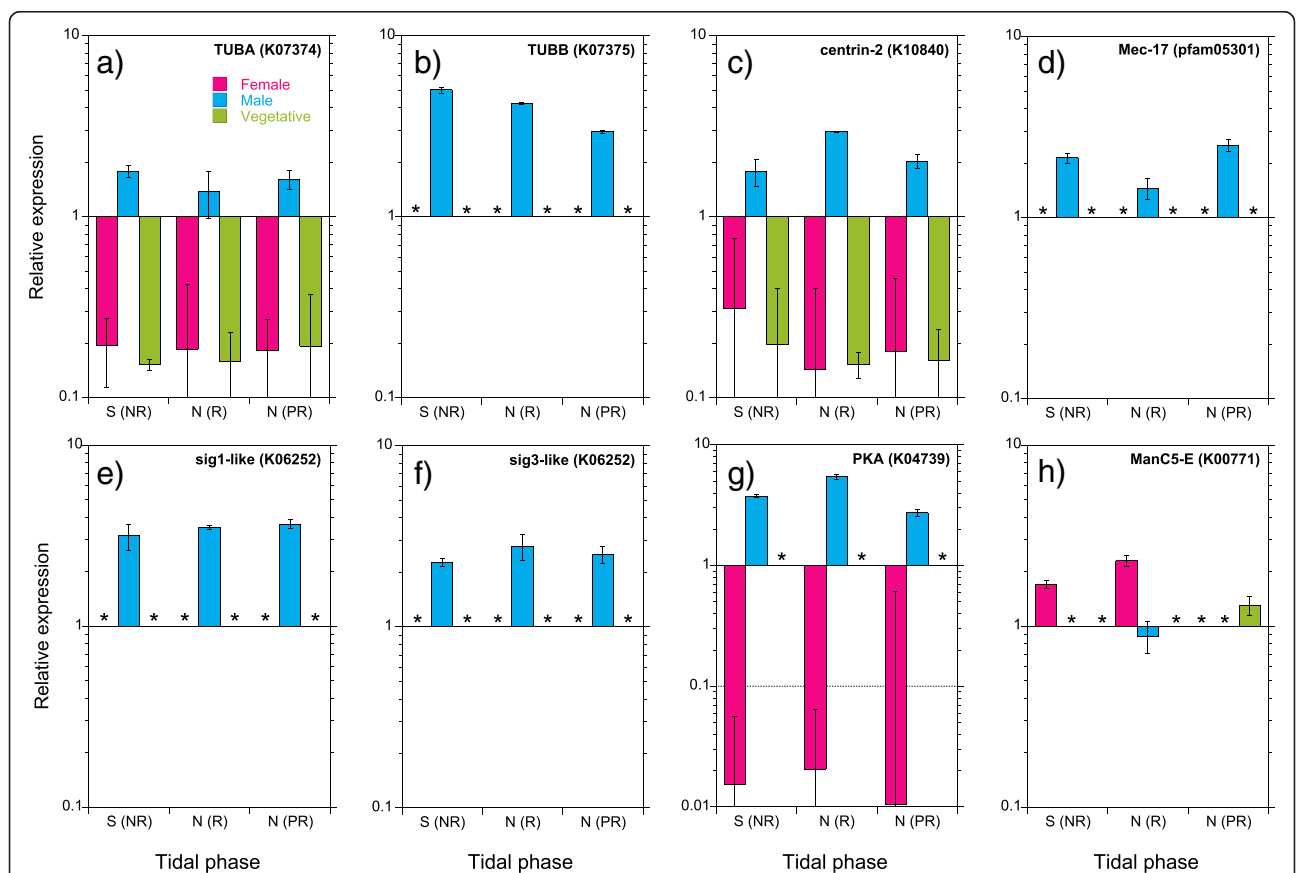 a)
TUBA (K07374)
Female
Male
Vegetative
Relative expression
10
1
0.1
S (NR) N (R) N (PR)
* * * * * *
b)
TUBB (K07375)
10
1
0.1
S (NR) N (R) N (PR)
c)
centrin-2 (K10840)
10
1
0.1
S (NR) N (R) N (PR)
d)
Mec-17 (pfam05301)
10
1
* * * * * *
0.1
S (NR) N (R) N (PR)
e)
sig1-like (K06252)
Relative expression
10
1
* * * * * *
0.1
S (NR) N (R) N (PR)
Tidal phase
f)
sig3-like (K06252)
10
1
* * * * * *
0.1
S (NR) N (R) N (PR)
Tidal phase
g)
PKA (K04739)
10
1
* * *
0.1
0.01
S (NR) N (R) N (PR)
Tidal phase
h)
ManC5-E (K00771)
10
1
* * * * *
0.1
S (NR) N (R) N (PR)
Tidal phase